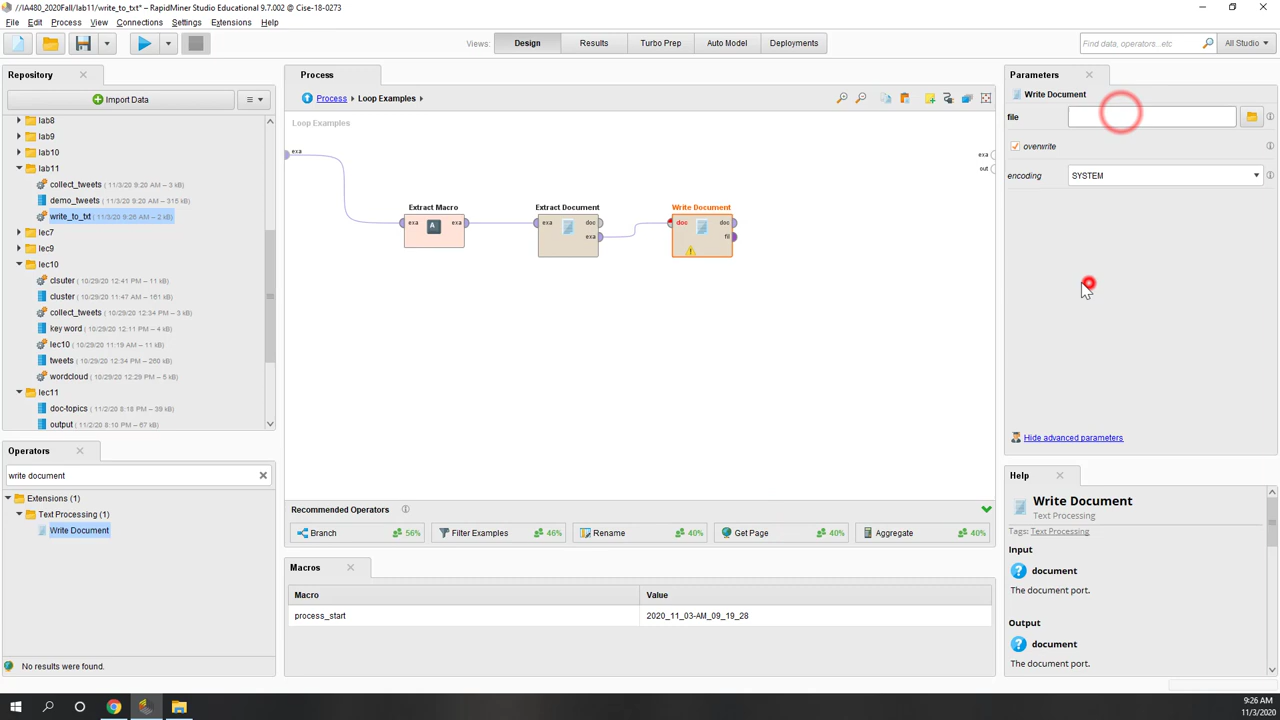 //IA480_2020Fall/lab11/write_to_txt* – RapidMiner Studio Educational 9.7.002 @ Cise-18-0273
File Edit Process View Connections Settings Extensions Help
Views: Design Results Turbo Prep Auto Model Deployments
Find data, operators...etc
All Studio
Repository
Import Data
lab8
lab9
lab10
lab11
collect_tweets (11/3/20 9:20 AM – 3 kB)
demo_tweets (11/3/20 9:20 AM – 315 kB)
write_to_txt (11/3/20 9:26 AM – 2 kB)
lec7
lec9
lec10
clsuter (10/29/20 12:41 PM – 11 kB)
cluster (10/29/20 11:47 AM – 161 kB)
collect_tweets (10/29/20 12:34 PM – 3 kB)
key word (10/29/20 12:11 PM – 4 kB)
lec10 (10/29/20 11:19 AM – 11 kB)
tweets (10/29/20 12:34 PM – 260 kB)
wordcloud (10/29/20 12:29 PM – 6 kB)
lec11
doc-topics (11/2/20 8:18 PM – 39 kB)
output (11/2/20 8:10 PM – 67 kB)
Operators
write document
Extensions (1)
Text Processing (1)
Write Document
No results were found.
Process
Process Loop Examples
Loop Examples
exa
exa
out
Extract Macro
exa exa
Extract Document
exa doc
exa
Write Document
doc doc
fil
Recommended Operators
Branch 56%
Filter Examples 46%
Rename 40%
Get Page 40%
Aggregate 40%
Macros
Macro Value
process_start 2020_11_03-AM_09_19_28
Parameters
Write Document
file
overwrite
encoding SYSTEM
Hide advanced parameters
Help
Write Document
Text Processing
Tags: Text Processing
Input
document
The document port.
Output
document
The document port.
9:26 AM
11/3/2020